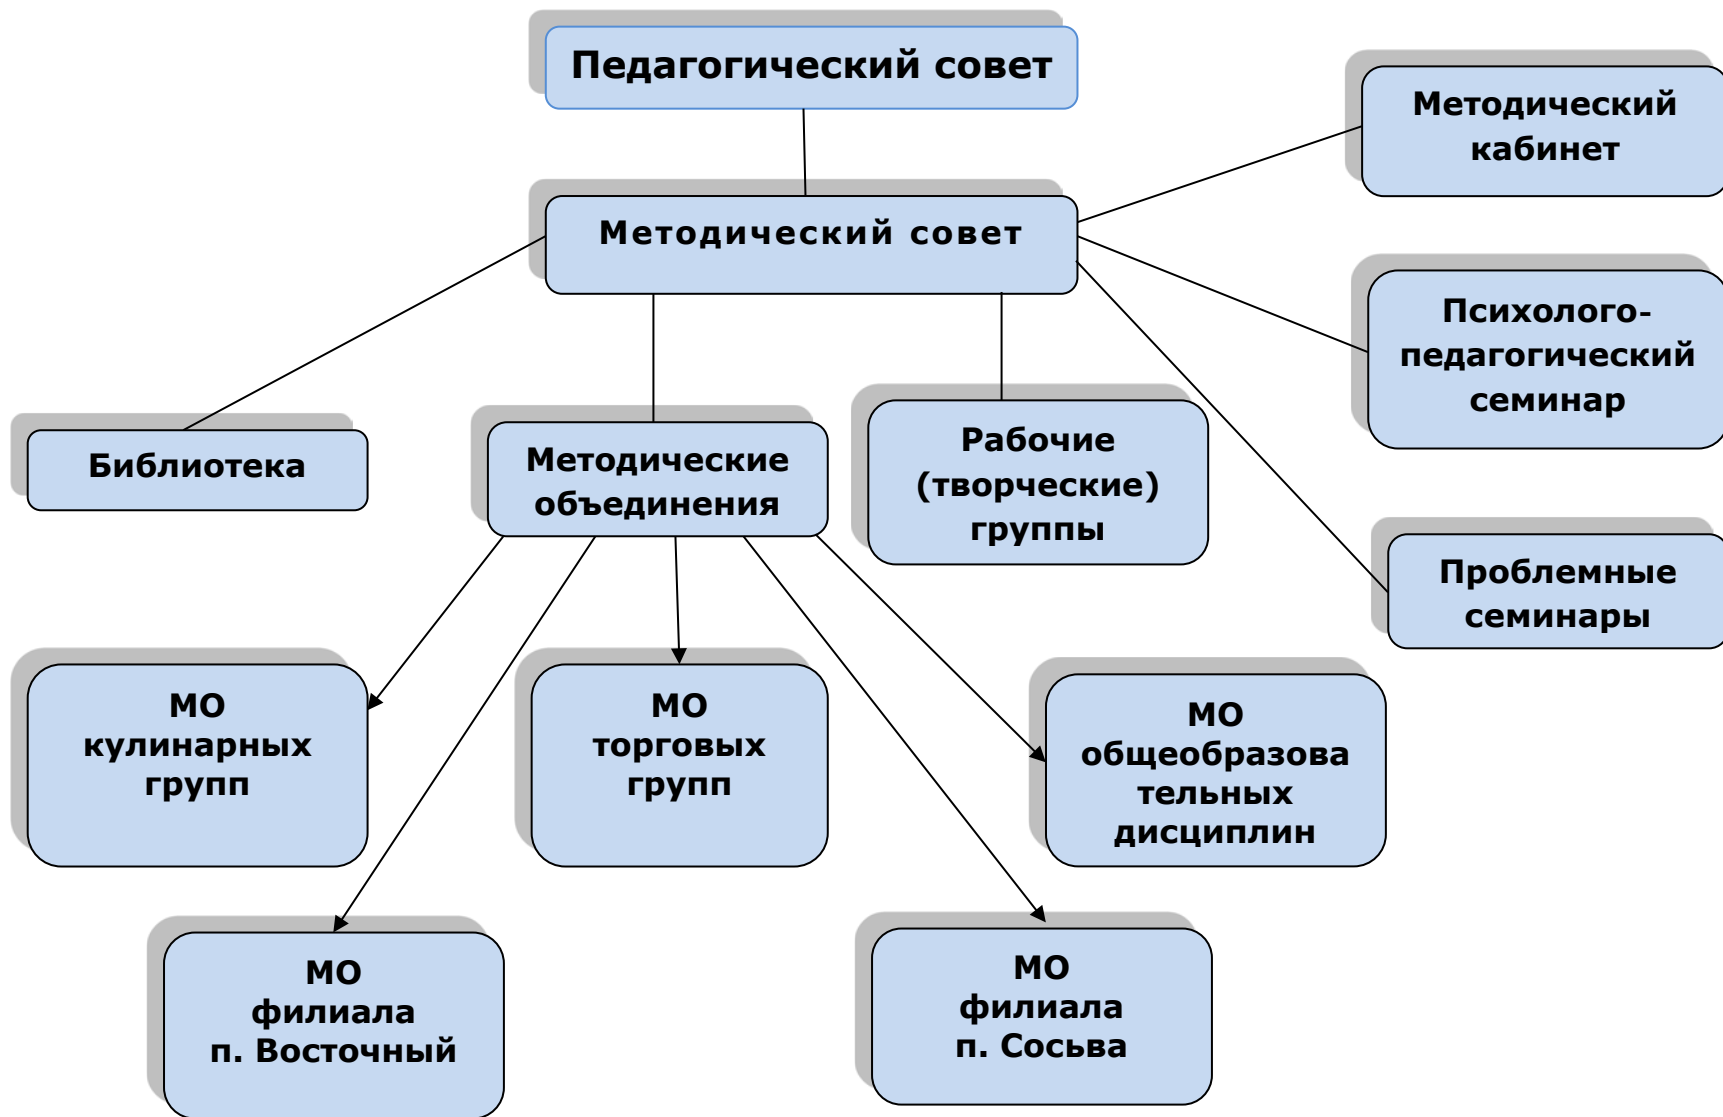 Педагогический совет
Методический
кабинет
Методический совет
Психолого-
педагогический
семинар
Библиотека
Методические
объединения
Рабочие
(творческие)
группы
Проблемные
семинары
МО
кулинарных
групп
МО
торговых
групп
МО
общеобразова
тельных
дисциплин
МО
филиала
п. Восточный
МО
филиала
п. Сосьва